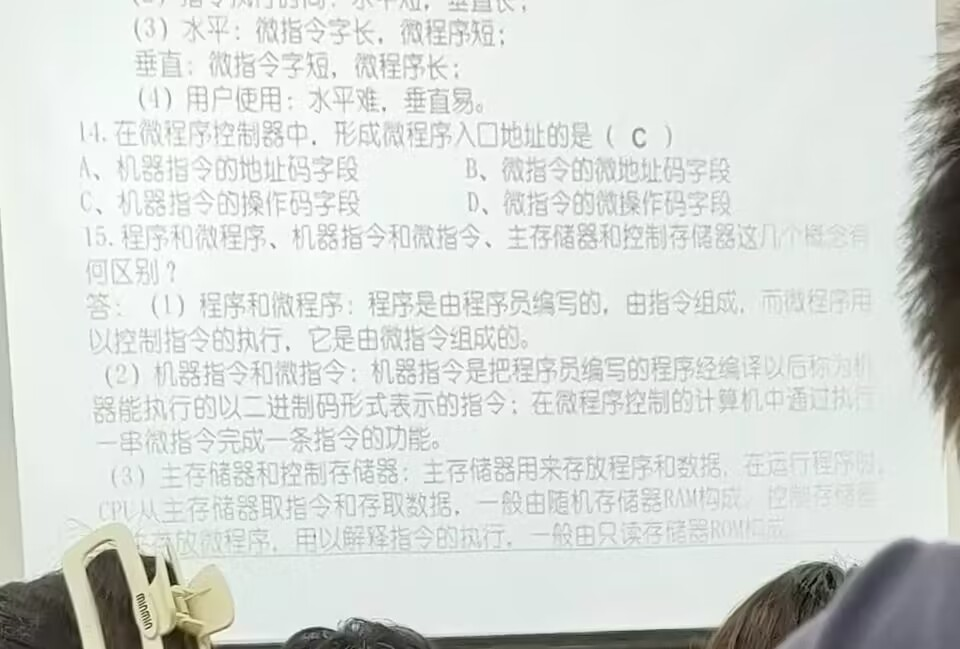 (2) 指令执行的时间：水平短，垂直长；
(3) 水平：微指令字长，微程序短；
垂直：微指令字短，微程序长；
(4) 用户使用：水平难，垂直易。
14. 在微程序控制器中，形成微程序入口地址的是（ C ）
A、机器指令的地址码字段 B、微指令的微地址码字段
C、机器指令的操作码字段 D、微指令的微操作码字段
15. 程序和微程序、机器指令和微指令、主存储器和控制存储器这几个概念有
何区别？
答：（1）程序和微程序：程序是由程序员编写的，由指令组成，而微程序用
以控制指令的执行，它是由微指令组成的。
（2）机器指令和微指令：机器指令是把程序员编写的程序经编译以后称为机
器能执行的以二进制码形式表示的指令；在微程序控制的计算机中通过执行
一串微指令完成一条指令的功能。
（3）主存储器和控制存储器：主存储器用来存放程序和数据，在运行程序时，
CPU从主存储器取指令和存取数据，一般由随机存储器RAM构成，控制存储器
存放微程序，用以解释指令的执行，一般由只读存储器ROM构成
minmin